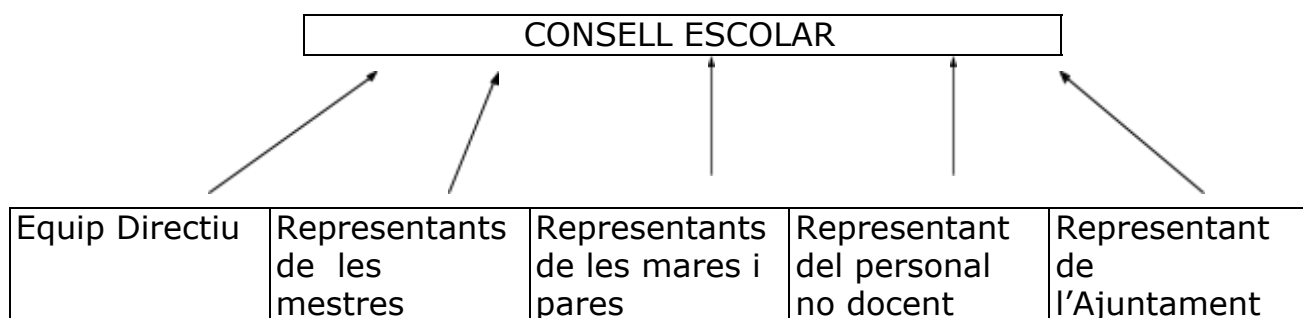 CONSELL ESCOLAR
Equip Directiu
Representants
de les
mestres
Representants
de les mares i
pares
Representant
del personal
no docent
Representant
de
l'Ajuntament